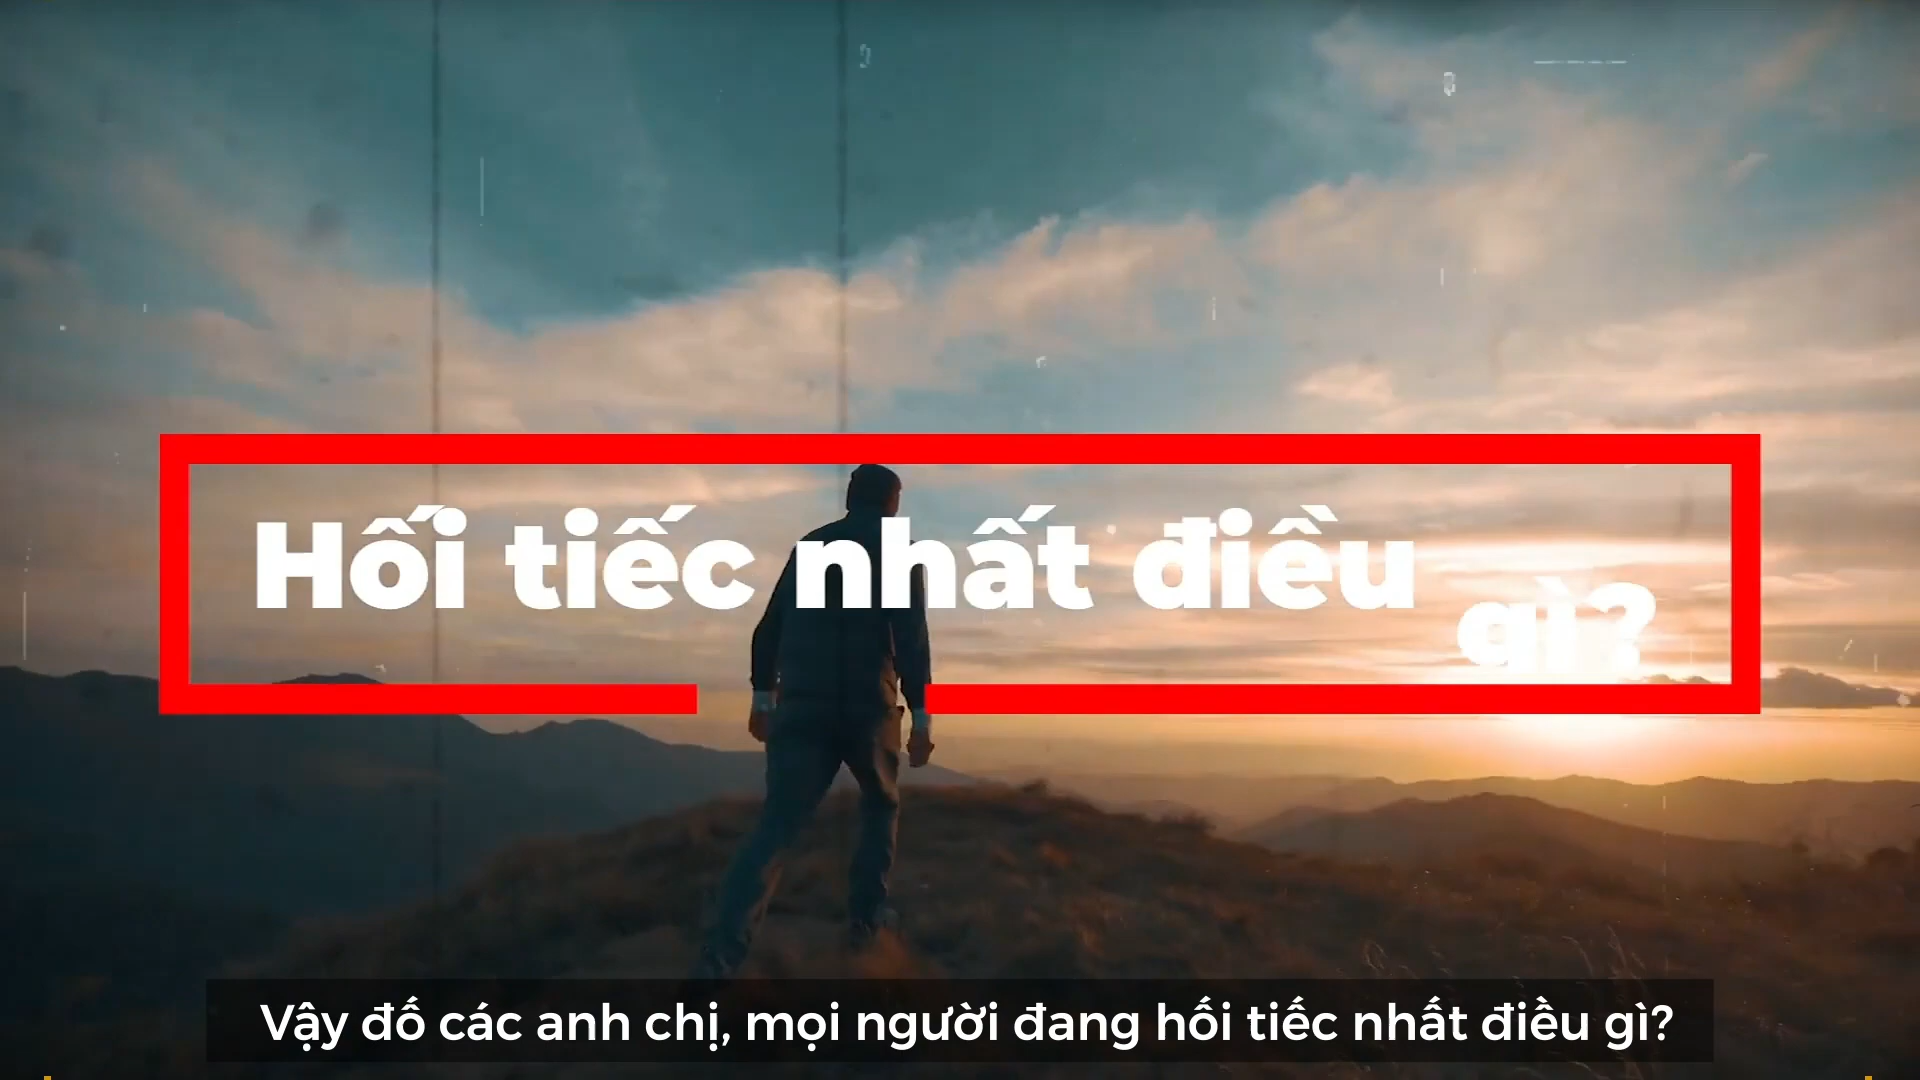 Hối tiếc nhất điều gì?
Vậy đố các anh chị, mọi người đang hối tiếc nhất điều gì?